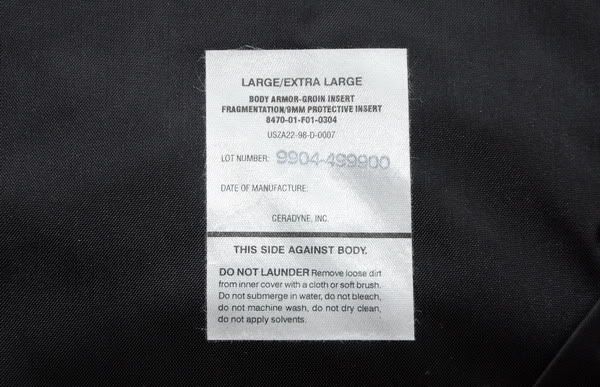 LARGE/EXTRA LARGE
BODY ARMOR-GROIN INSERT
FRAGMENTATION/9MM PROTECTIVE INSERT
8470-01-F01-0304
USZA22-98-D-0007
LOT NUMBER: 9904-499900
DATE OF MANUFACTURE:
CERADYNE, INC.
THIS SIDE AGAINST BODY.
DO NOT LAUNDER Remove loose dirt
from inner cover with a cloth or soft brush.
Do not submerge in water, do not bleach,
do not machine wash, do not dry clean,
do not apply solvents.